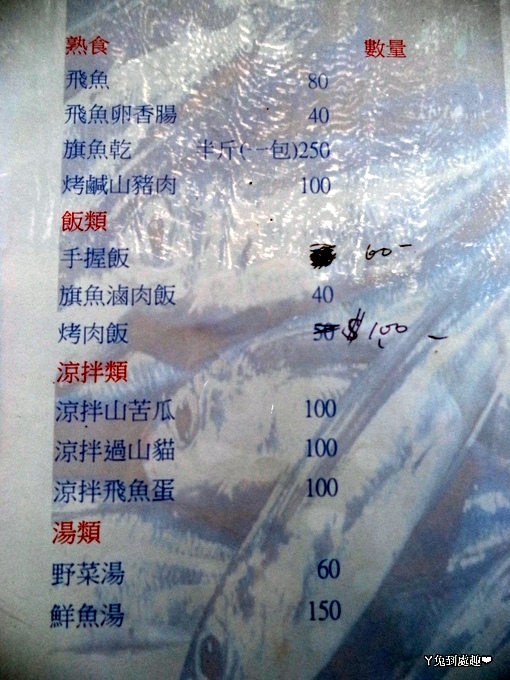 熟食 數量
飛魚 80
飛魚卵香腸 40
旗魚乾 半斤(一包)250
烤鹹山豬肉 100
飯類
手握飯 60-
旗魚滷肉飯 40
烤肉飯 50 $100-
涼拌類
涼拌山苦瓜 100
涼拌過山貓 100
涼拌飛魚蛋 100
湯類
野菜湯 60
鮮魚湯 150
Y兔到處趣❤